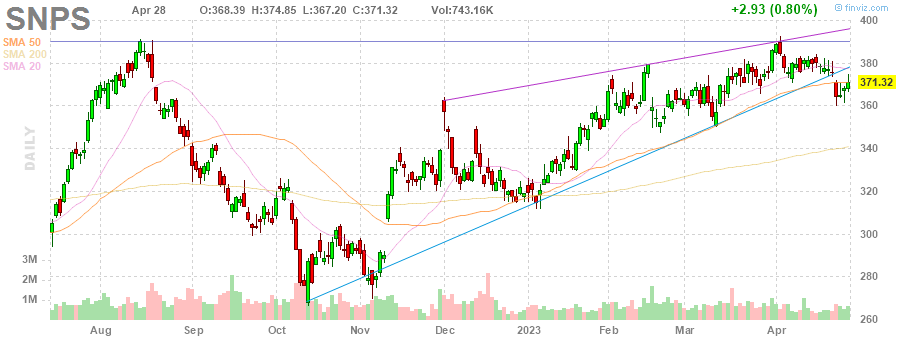 SNPS Apr 28 O:368.39 H:374.85 L:367.20 C:371.32 Vol:743.16K +2.93 (0.80%) © finviz.com
400
SMA 50
SMA 200
SMA 20
380
371.32
360
DAILY
340
320
300
3M
280
2M
1M
260
Aug Sep Oct Nov Dec 2023 Feb Mar Apr